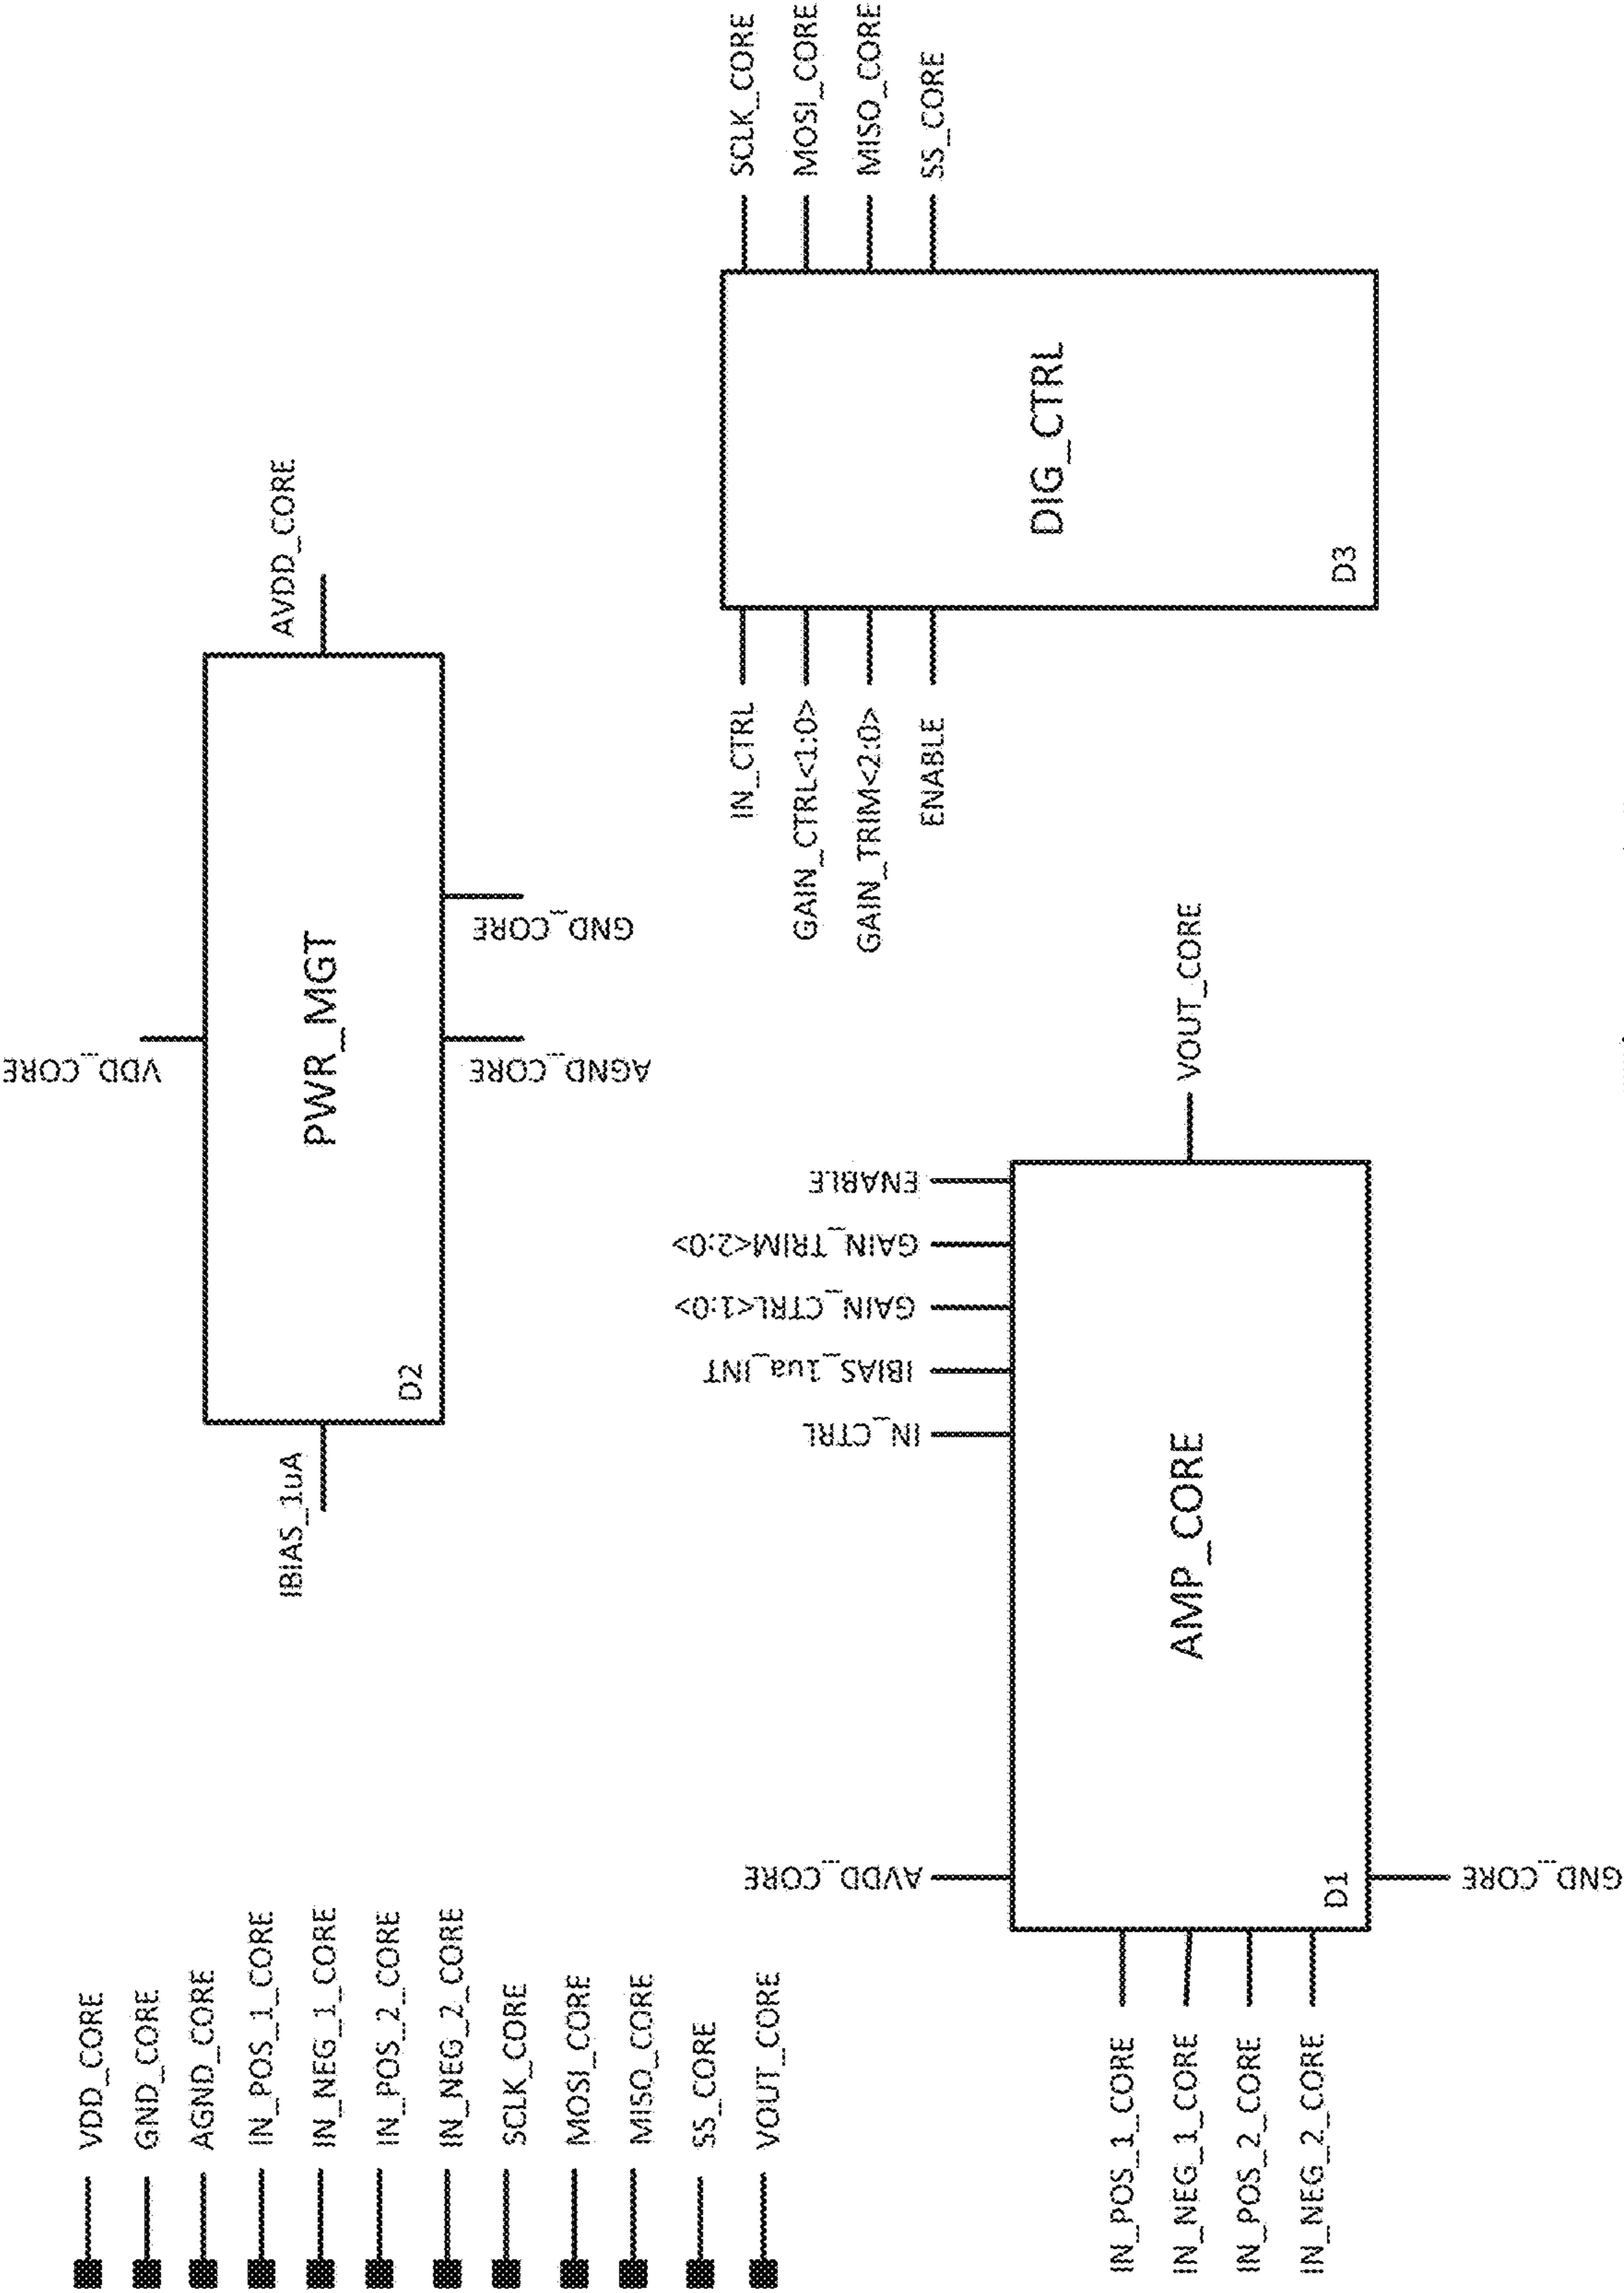 VDD_CORE
GND_CORE
AGND_CORE
IN_POS_1_CORE
IN_NEG_1_CORE
IN_POS_2_CORE
IN_NEG_2_CORE
SCLK_CORE
MOSI_CORE
MISO_CORE
SS_CORE
VOUT_CORE
VDD_CORE
IBIAS_1uA
PWR_MGT
D2
AVDD_CORE
AGND_CORE
GND_CORE
AVDD_CORE
IN_CTRL
IBIAS_1ua_INT
GAIN_CTRL<1:0>
GAIN_TRIM<2:0>
ENABLE
IN_POS_1_CORE
IN_NEG_1_CORE
IN_POS_2_CORE
IN_NEG_2_CORE
AMP_CORE
D1
VOUT_CORE
GND_CORE
IN_CTRL
GAIN_CTRL<1:0>
GAIN_TRIM<2:0>
ENABLE
DIG_CTRL
D3
SCLK_CORE
MOSI_CORE
MISO_CORE
SS_CORE